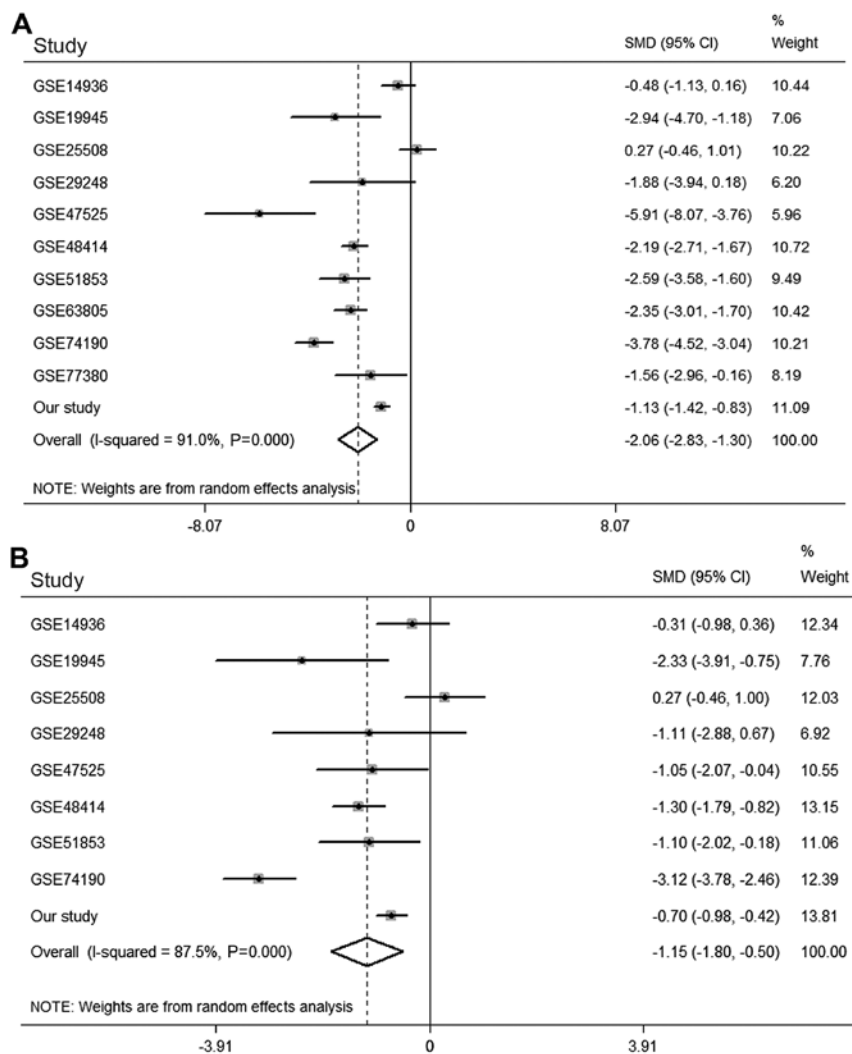 A
%
Study SMD (95% CI) Weight
GSE14936 -0.48 (-1.13, 0.16) 10.44
GSE19945 -2.94 (-4.70, -1.18) 7.06
GSE25508 0.27 (-0.46, 1.01) 10.22
GSE29248 -1.88 (-3.94, 0.18) 6.20
GSE47525 -5.91 (-8.07, -3.76) 5.96
GSE48414 -2.19 (-2.71, -1.67) 10.72
GSE51853 -2.59 (-3.58, -1.60) 9.49
GSE63805 -2.35 (-3.01, -1.70) 10.42
GSE74190 -3.78 (-4.52, -3.04) 10.21
GSE77380 -1.56 (-2.96, -0.16) 8.19
Our study -1.13 (-1.42, -0.83) 11.09
Overall (I-squared = 91.0%, P=0.000) -2.06 (-2.83, -1.30) 100.00
NOTE: Weights are from random effects analysis
-8.07 0 8.07
B
%
Study SMD (95% CI) Weight
GSE14936 -0.31 (-0.98, 0.36) 12.34
GSE19945 -2.33 (-3.91, -0.75) 7.76
GSE25508 0.27 (-0.46, 1.00) 12.03
GSE29248 -1.11 (-2.88, 0.67) 6.92
GSE47525 -1.05 (-2.07, -0.04) 10.55
GSE48414 -1.30 (-1.79, -0.82) 13.15
GSE51853 -1.10 (-2.02, -0.18) 11.06
GSE74190 -3.12 (-3.78, -2.46) 12.39
Our study -0.70 (-0.98, -0.42) 13.81
Overall (I-squared = 87.5%, P=0.000) -1.15 (-1.80, -0.50) 100.00
NOTE: Weights are from random effects analysis
-3.91 0 3.91